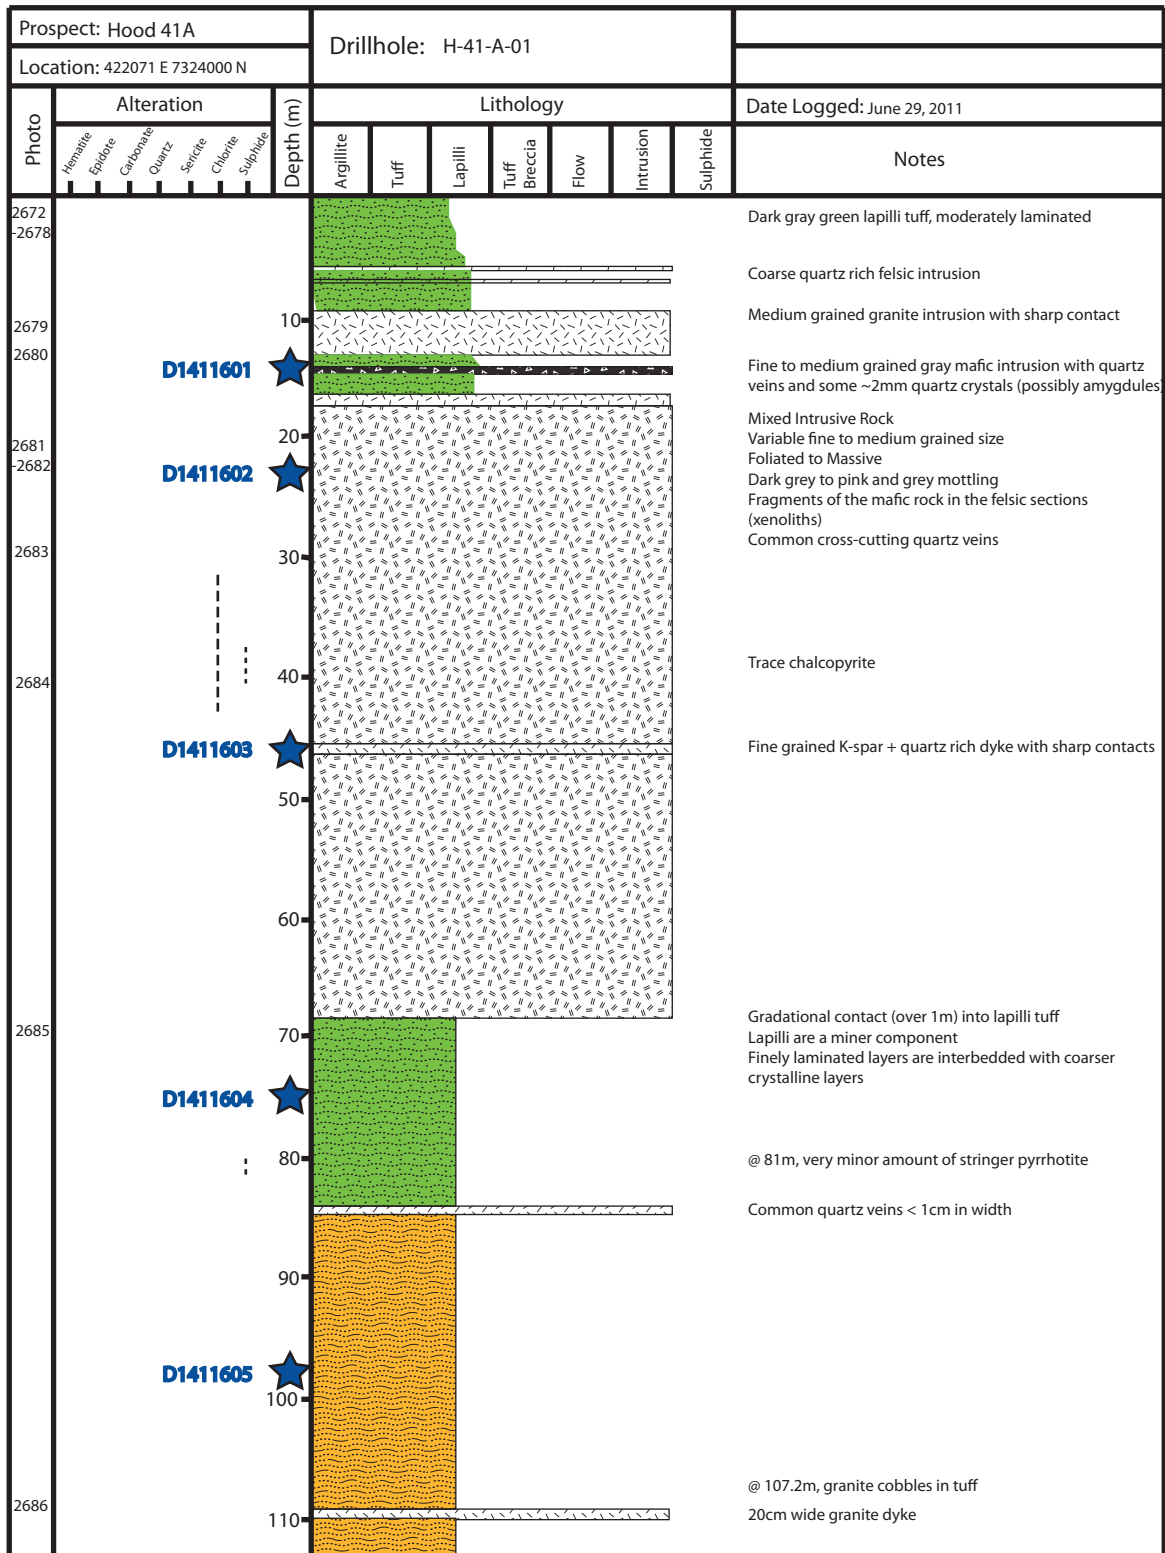 Prospect: Hood 41A
Location: 422071 E 7324000 N
Drillhole: H-41-A-01
Date Logged: June 29, 2011
Photo
Alteration
Hematite
Epidote
Carbonate
Quartz
Sericite
Chlorite
Sulphide
Depth (m)
Lithology
Argillite
Tuff
Lapilli
Tuff
Breccia
Flow
Intrusion
Sulphide
Notes
2672
-2678
Dark gray green lapilli tuff, moderately laminated
Coarse quartz rich felsic intrusion
Medium grained granite intrusion with sharp contact
10
2679
2680
D1411601
Fine to medium grained gray mafic intrusion with quartz
veins and some ~2mm quartz crystals (possibly amygdules)
Mixed Intrusive Rock
20
Variable fine to medium grained size
2681
-2682
Foliated to Massive
D1411602
Dark grey to pink and grey mottling
Fragments of the mafic rock in the felsic sections
(xenoliths)
Common cross-cutting quartz veins
2683
30
Trace chalcopyrite
40
2684
D1411603
Fine grained K-spar + quartz rich dyke with sharp contacts
50
60
Gradational contact (over 1m) into lapilli tuff
2685
70
Lapilli are a miner component
Finely laminated layers are interbedded with coarser
crystalline layers
D1411604
80
@ 81m, very minor amount of stringer pyrrhotite
Common quartz veins < 1cm in width
90
D1411605
100
@ 107.2m, granite cobbles in tuff
2686
20cm wide granite dyke
110